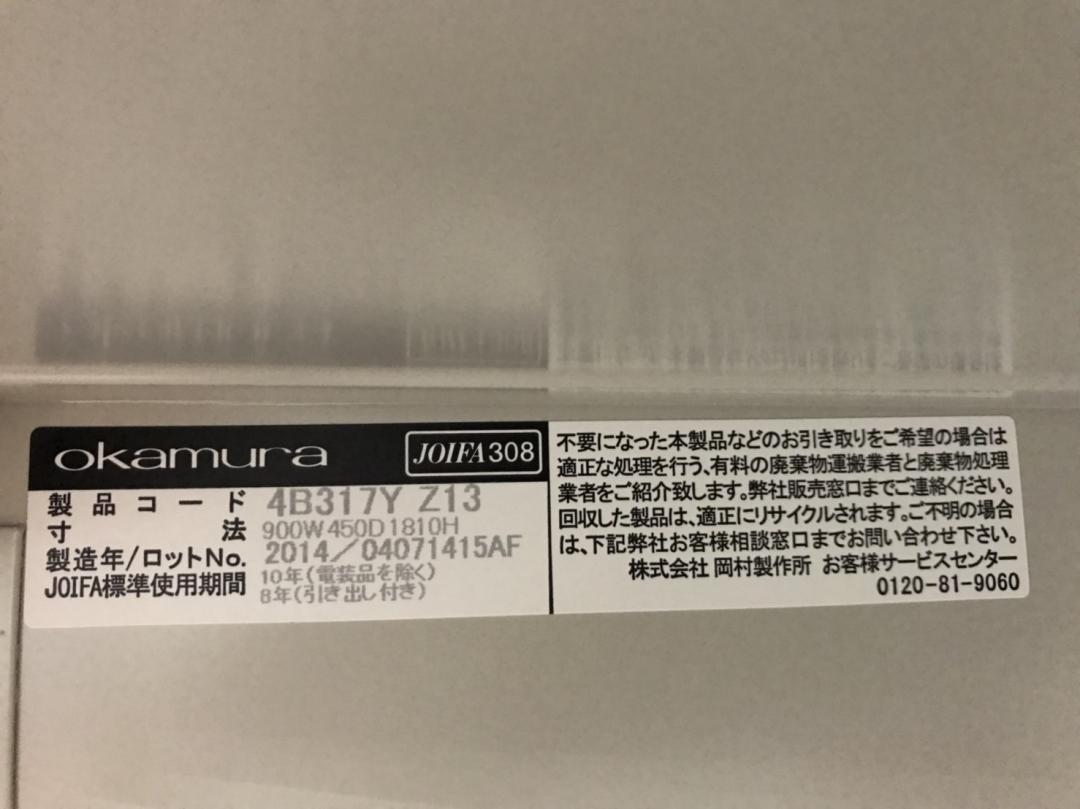 okamura JOIFA308
製品コード 4B317Y Z13
寸法 900W450D1810H
製造年/ロットNo. 2014/04071415AF
JOIFA標準使用期間 10年(電装品を除く)
8年(引き出し付き)
不要になった本製品などのお引き取りをご希望の場合は
適正な処理を行う、有料の廃棄物運搬業者と廃棄物処理
業者をご紹介致します。弊社販売窓口までご連絡ください。
回収した製品は、適正にリサイクルされます。ご不明の場合
は、下記弊社お客様相談窓口までお問い合わせ下さい。
株式会社 岡村製作所 お客様サービスセンター
0120-81-9060